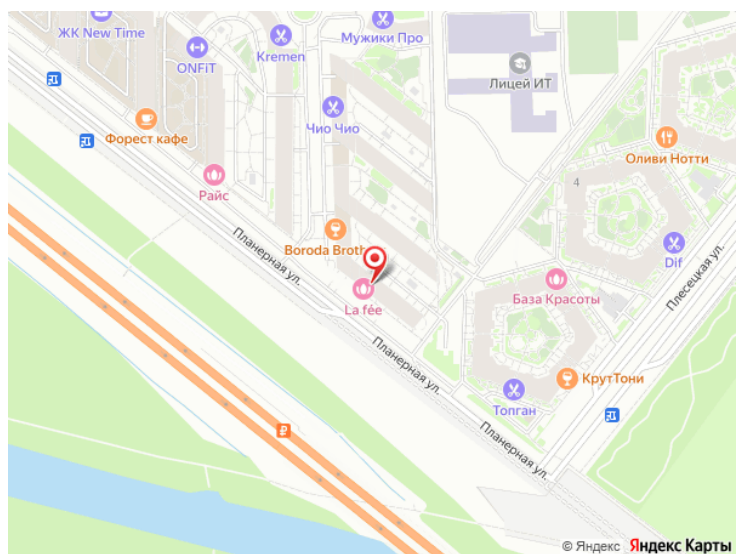 ЖК New Time
ONFiT
Kremen
Мужики Про
Лицей ИТ
Чио Чио
Форест кафе
Оливи Нотти
Райс
4
Планерная ул.
Boroda Broth
Dif
Плесецкая ул.
База Красоты
La fée
Планерная ул.
КрутТони
Топган
₽
Планерная ул.
© Яндекс Яндекс Карты